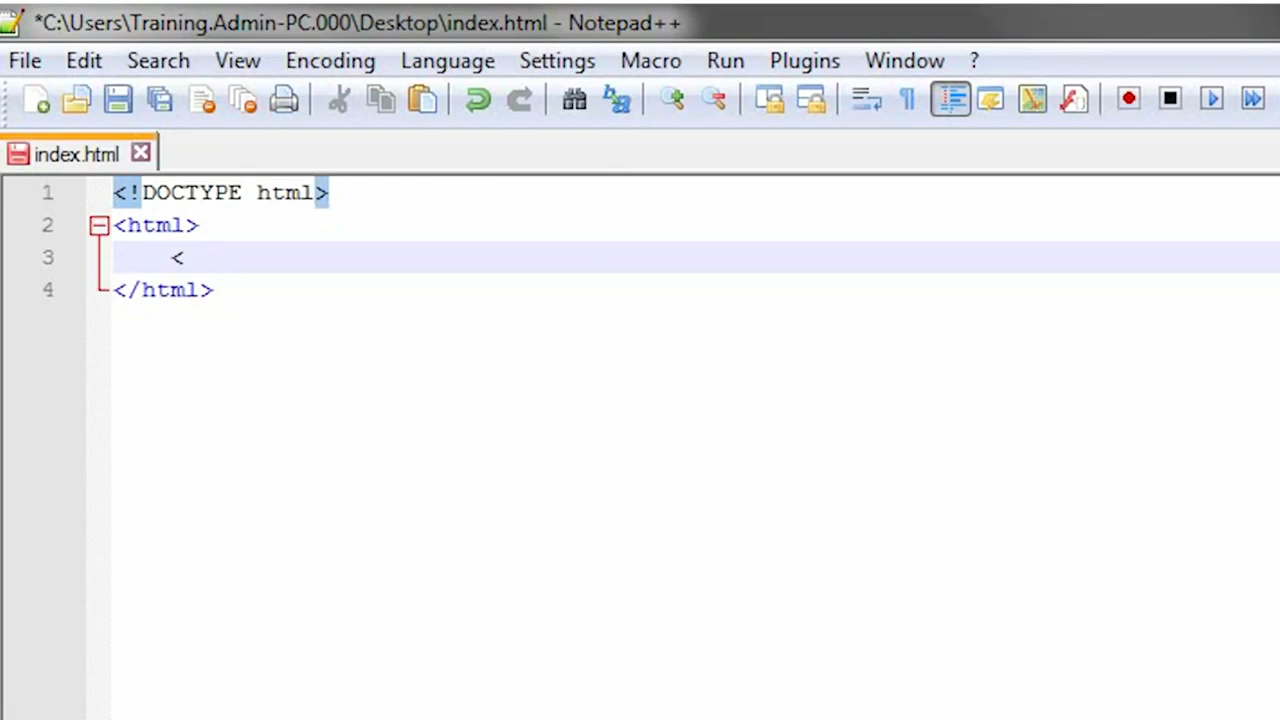 *C:\Users\Training.Admin-PC.000\Desktop\index.html - Notepad++
File Edit Search View Encoding Language Settings Macro Run Plugins Window ?
index.html
1 <!DOCTYPE html>
2 <html>
3 <
4 </html>